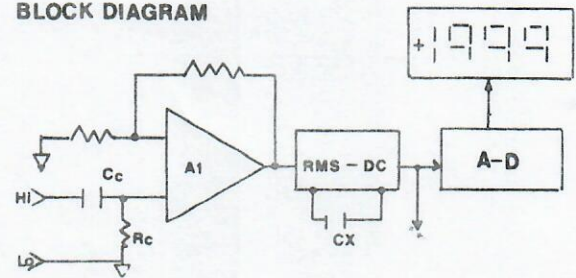 BLOCK DIAGRAM
+1999
Cc
A1
RMS-DC
A-D
HI
Rc
CX
Lo